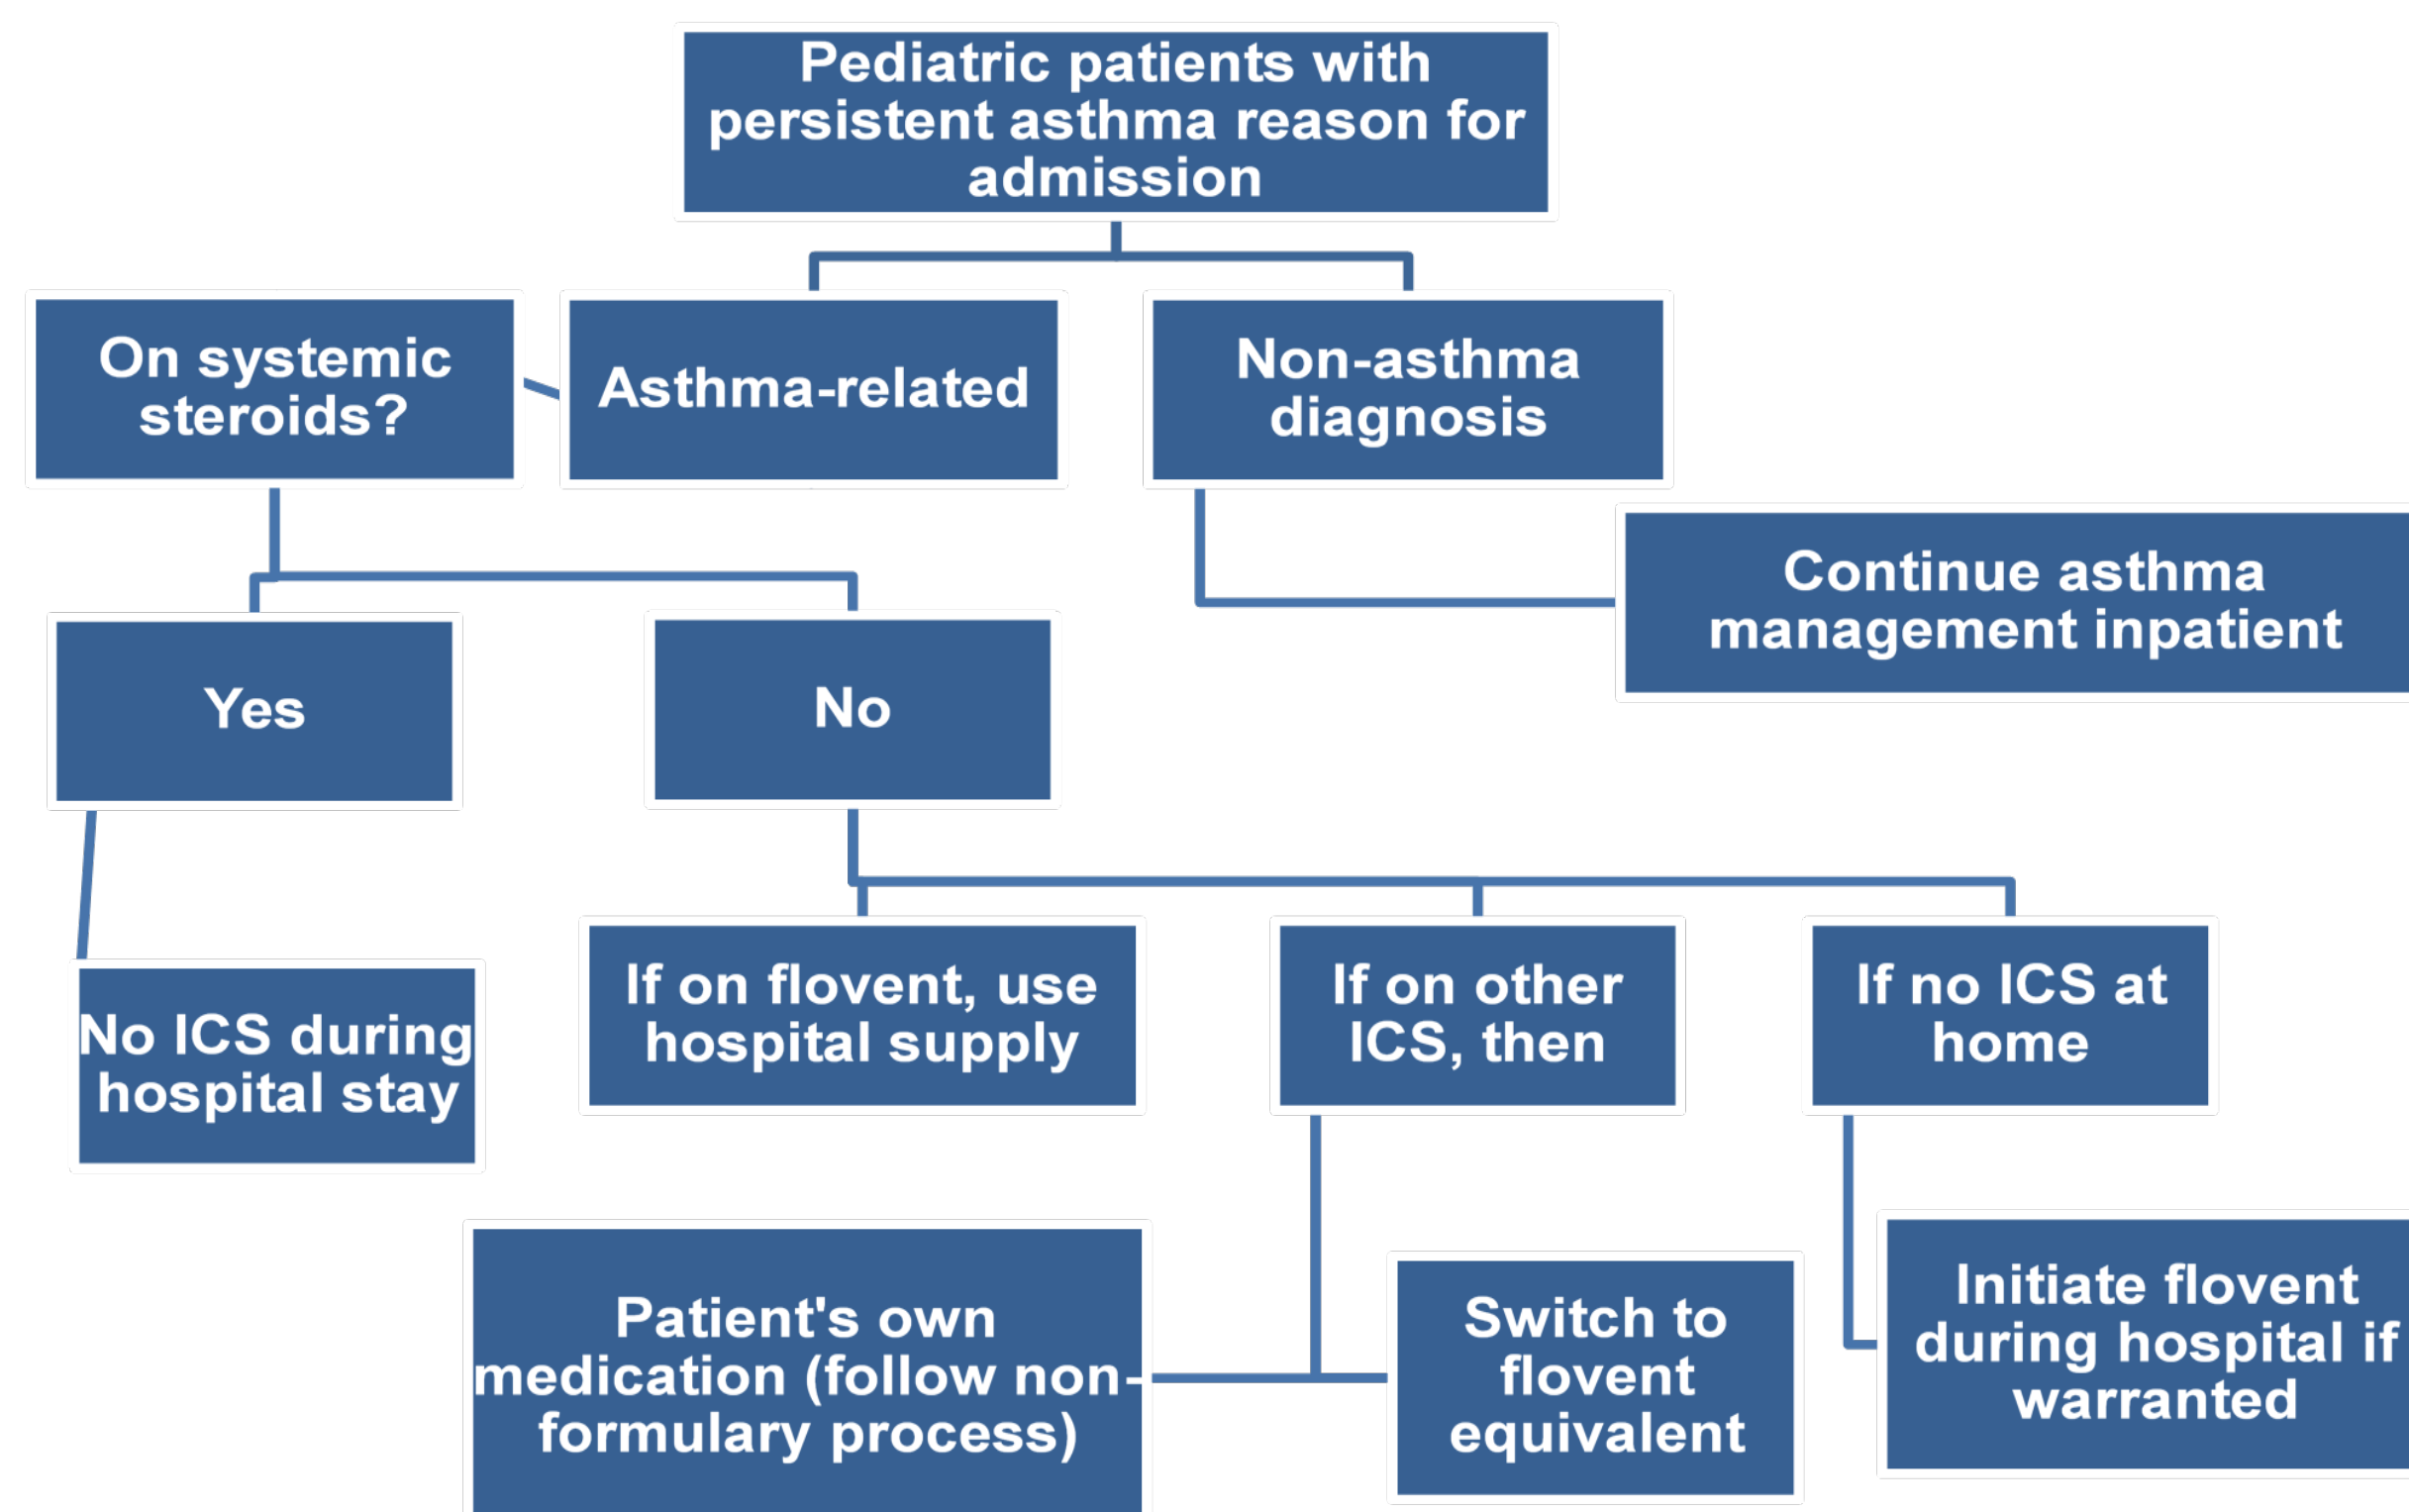 Pediatric patients with
persistent asthma reason for
admission
On systemic
steroids?
Asthma-related
Non-asthma
diagnosis
Continue asthma
management inpatient
Yes
No
No ICS during
hospital stay
If on flovent, use
hospital supply
If on other
ICS, then
If no ICS at
home
Patient's own
medication (follow non-
formulary process)
Switch to
flovent
equivalent
Initiate flovent
during hospital if
warranted